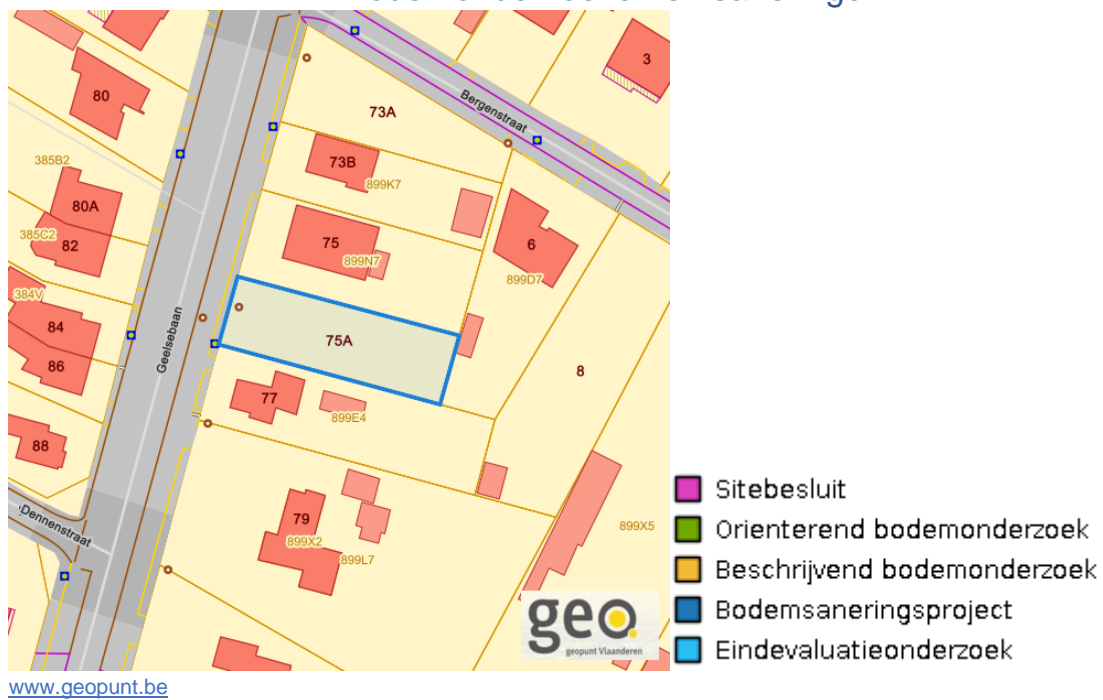 80
3
73A
Bergenstraat
385B2
73B
899K7
80A
385C2
82
75
899N7
6
899D7
384V
84
86
Geelsebaan
75A
8
77
899E4
88
79
899X2
899L7
899X5
Dennenstraat
geo.
geopunt Vlaanderen
Sitebesluit
Orienterend bodemonderzoek
Beschrijvend bodemonderzoek
Bodemsaneringsproject
Eindevaluatieonderzoek
www.geopunt.be